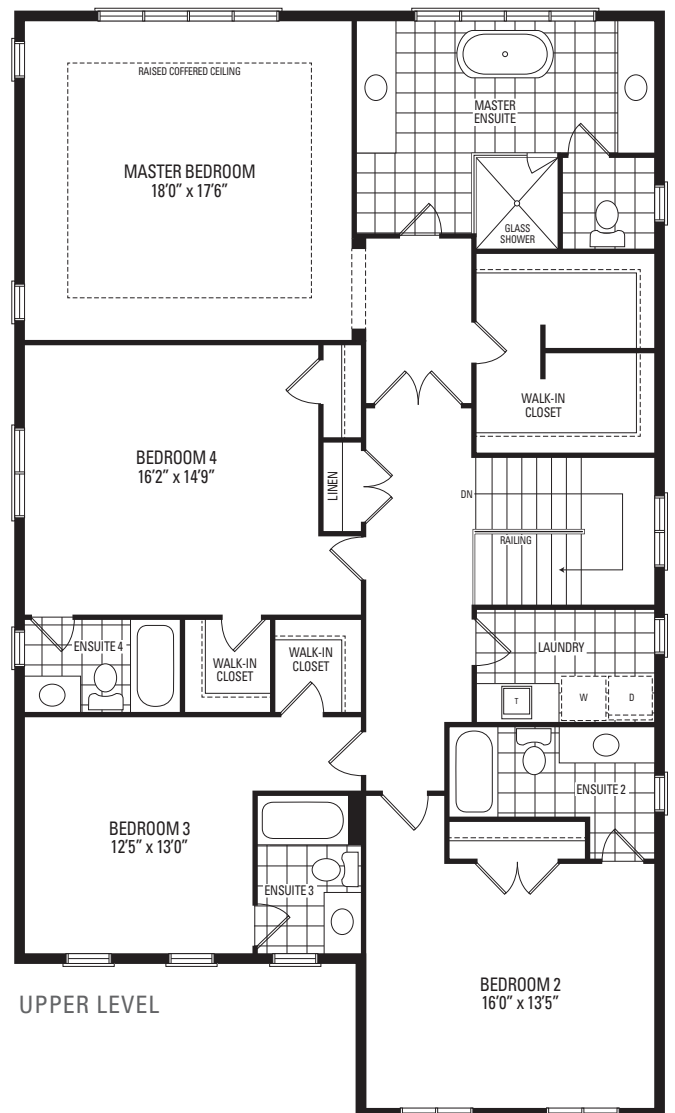 RAISED COFFERED CEILING
MASTER BEDROOM
18'0" x 17'6"
MASTER
ENSUITE
GLASS
SHOWER
WALK-IN
CLOSET
BEDROOM 4
16'2" x 14'9"
LINEN
DN
RAILING
ENSUITE 4
WALK-IN
CLOSET
WALK-IN
CLOSET
LAUNDRY
T
W
D
ENSUITE 2
BEDROOM 3
12'5" x 13'0"
ENSUITE 3
BEDROOM 2
16'0" x 13'5"
UPPER LEVEL